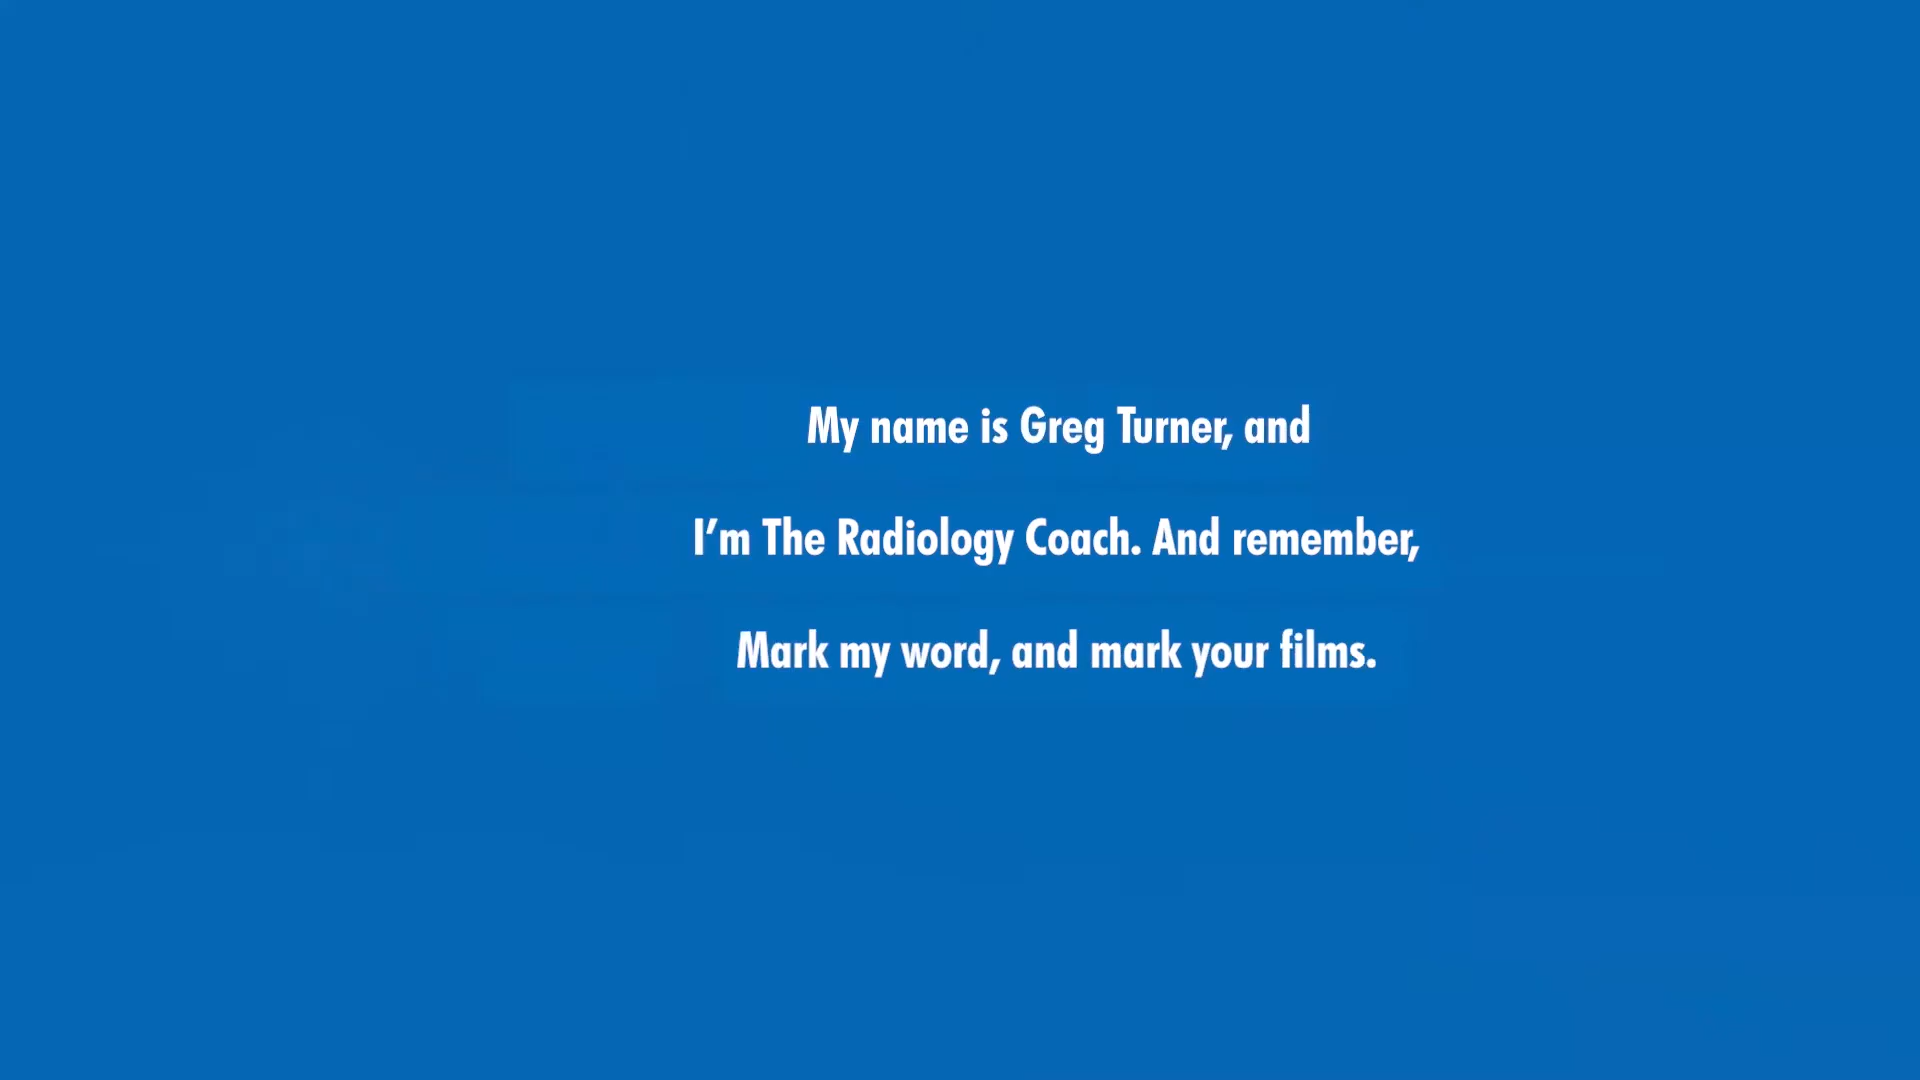 My name is Greg Turner, and
I’m The Radiology Coach. And remember,
Mark my word, and mark your films.